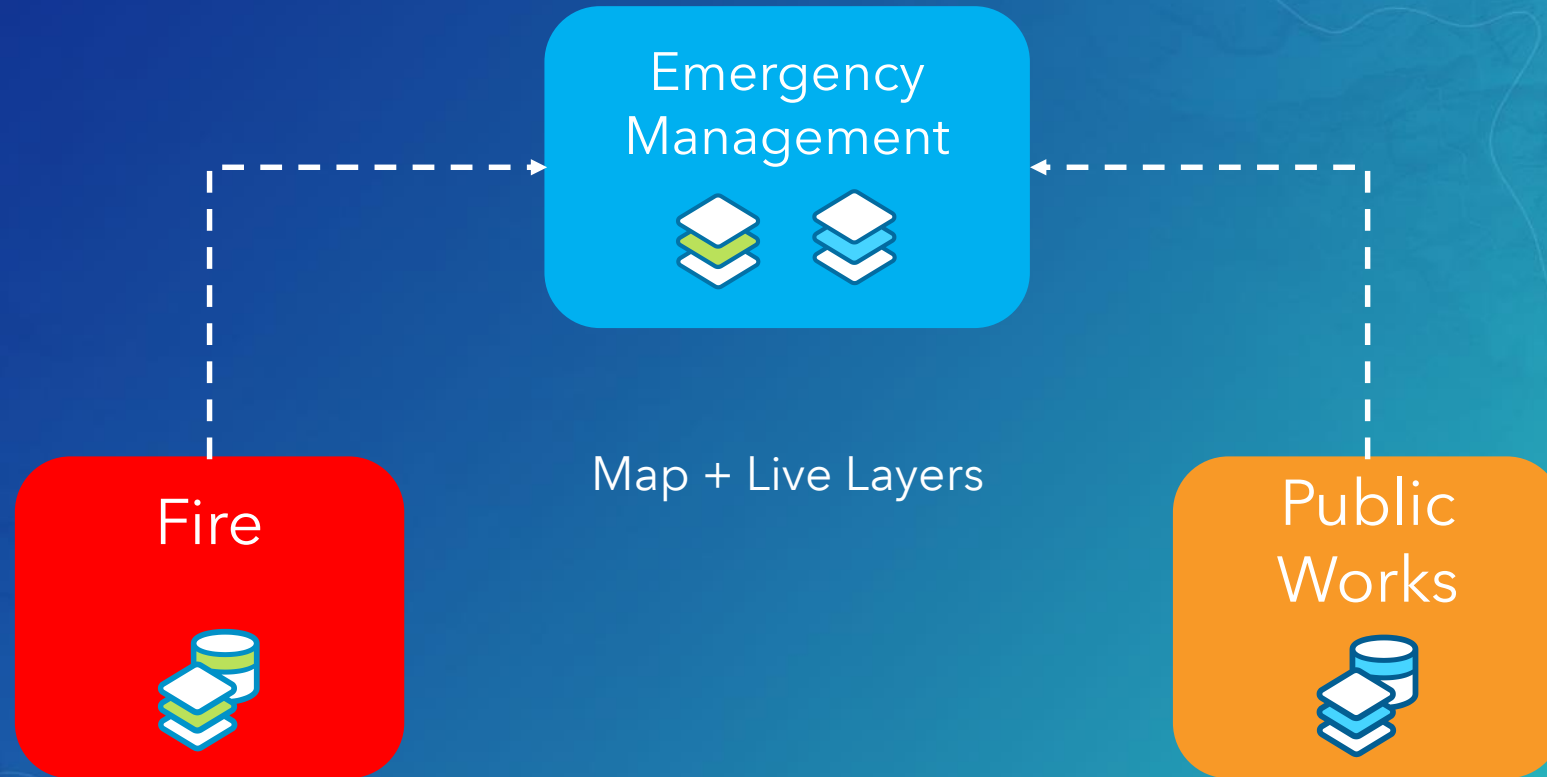 Emergency
Management
Map + Live Layers
Fire
Public
Works